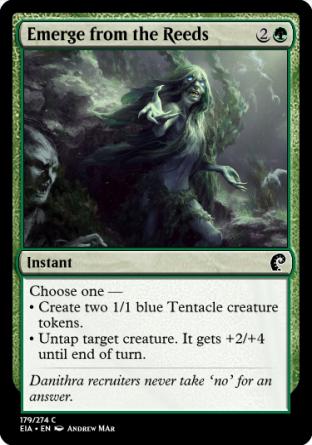 Emerge from the Reeds 2
Instant
Choose one —
• Create two 1/1 blue Tentacle creature
tokens.
• Untap target creature. It gets +2/+4
until end of turn.
Danithra recruiters never take ‘no’ for an
answer.
179/274 C
EIA • EN Andrew MAr